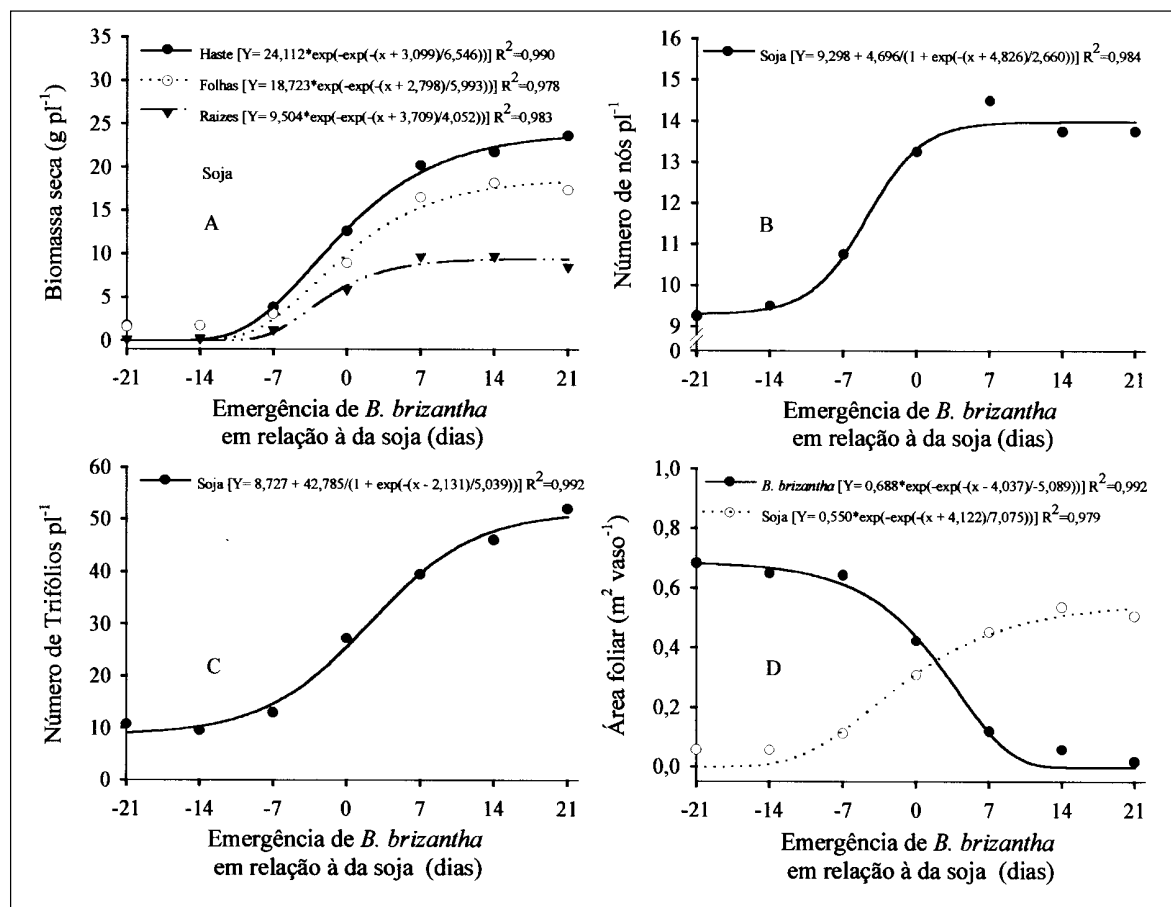 Haste [Y= 24,112*exp(-exp(-(x + 3,099)/6,546))] R²=0,990
Folhas [Y= 18,723*exp(-exp(-(x + 2,798)/5,993))] R²=0,978
Raizes [Y= 9,504*exp(-exp(-(x + 3,709)/4,052))] R²=0,983
Soja
A
Biomassa seca (g pl⁻¹)
35
30
25
20
15
10
5
0
-21 -14 -7 0 7 14 21
Emergência de B. brizantha
em relação à da soja (dias)
Soja [Y= 9,298 + 4,696/(1 + exp(-(x + 4,826)/2,660))] R²=0,984
B
Número de nós pl⁻¹
16
14
13
12
11
10
9
0
-21 -14 -7 0 7 14 21
Emergência de B. brizantha
em relação à da soja (dias)
Soja [Y= 8,727 + 42,785/(1 + exp(-(x - 2,131)/5,039))] R²=0,992
C
Número de Trifólios pl⁻¹
60
50
40
30
20
10
0
-21 -14 -7 0 7 14 21
Emergência de B. brizantha
em relação à da soja (dias)
B. brizantha [Y= 0,688*exp(-exp(-(x - 4,037)/-5,089))] R²=0,992
Soja [Y= 0,550*exp(-exp(-(x + 4,122)/7,075))] R²=0,979
D
Área foliar (m² vaso⁻¹)
1,0
0,8
0,6
0,4
0,2
0,0
-21 -14 -7 0 7 14 21
Emergência de B. brizantha
em relação à da soja (dias)